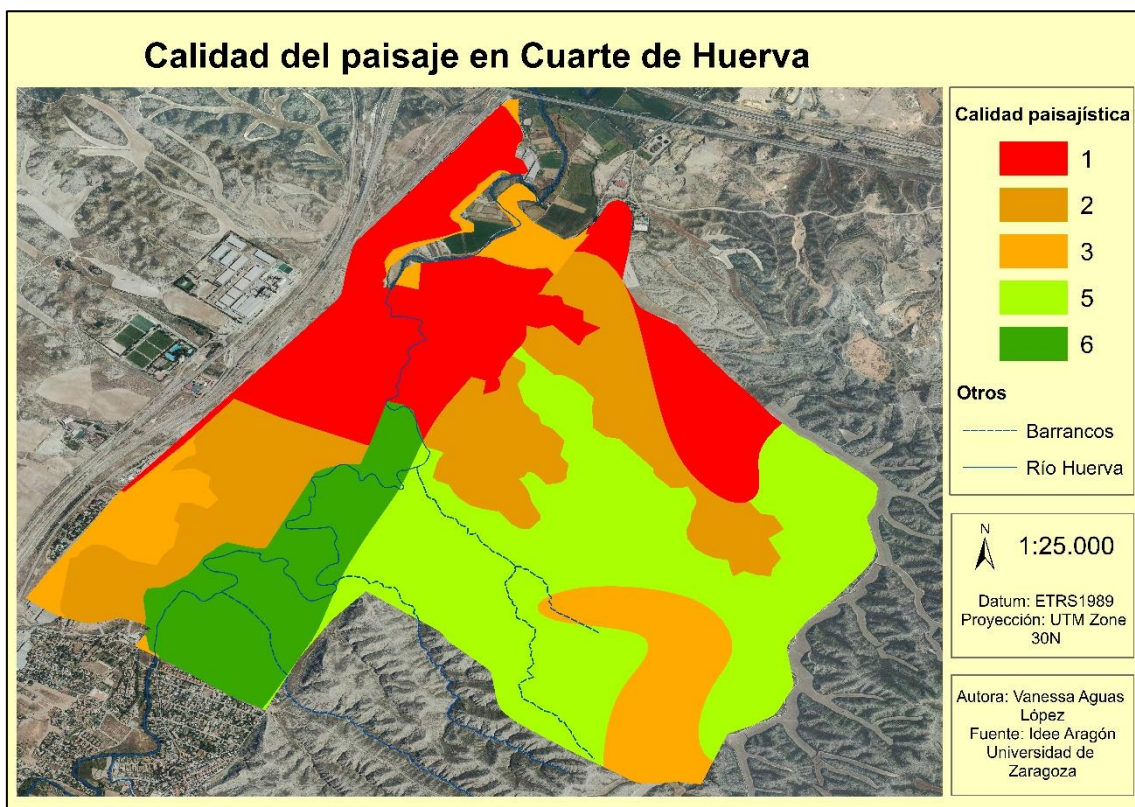 Calidad del paisaje en Cuarte de Huerva
Calidad paisajística
1
2
3
5
6
Otros
Barrancos
Río Huerva
N
1:25.000
Datum: ETRS1989
Proyección: UTM Zone
30N
Autora: Vanessa Aguas
López
Fuente: Idee Aragón
Universidad de
Zaragoza